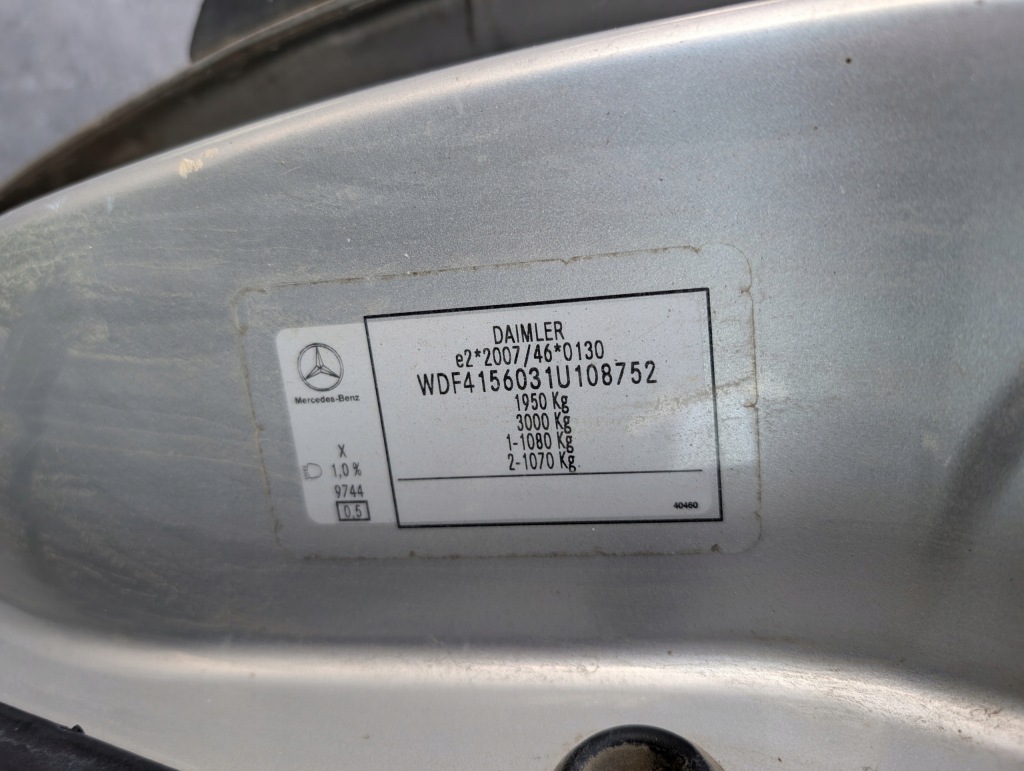 DAIMLER
e2*2007/46*0130
WDF4156031U108752
1950 Kg
3000 Kg
1-1080 Kg
2-1070 Kg
40460
Mercedes-Benz
X
1,0 %
9744
0.5